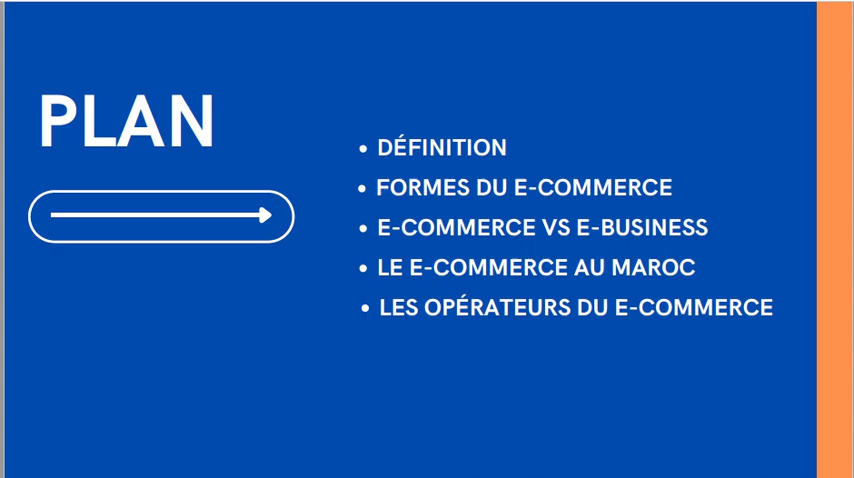 PLAN
• DÉFINITION
• FORMES DU E-COMMERCE
• E-COMMERCE VS E-BUSINESS
• LE E-COMMERCE AU MAROC
• LES OPÉRATEURS DU E-COMMERCE